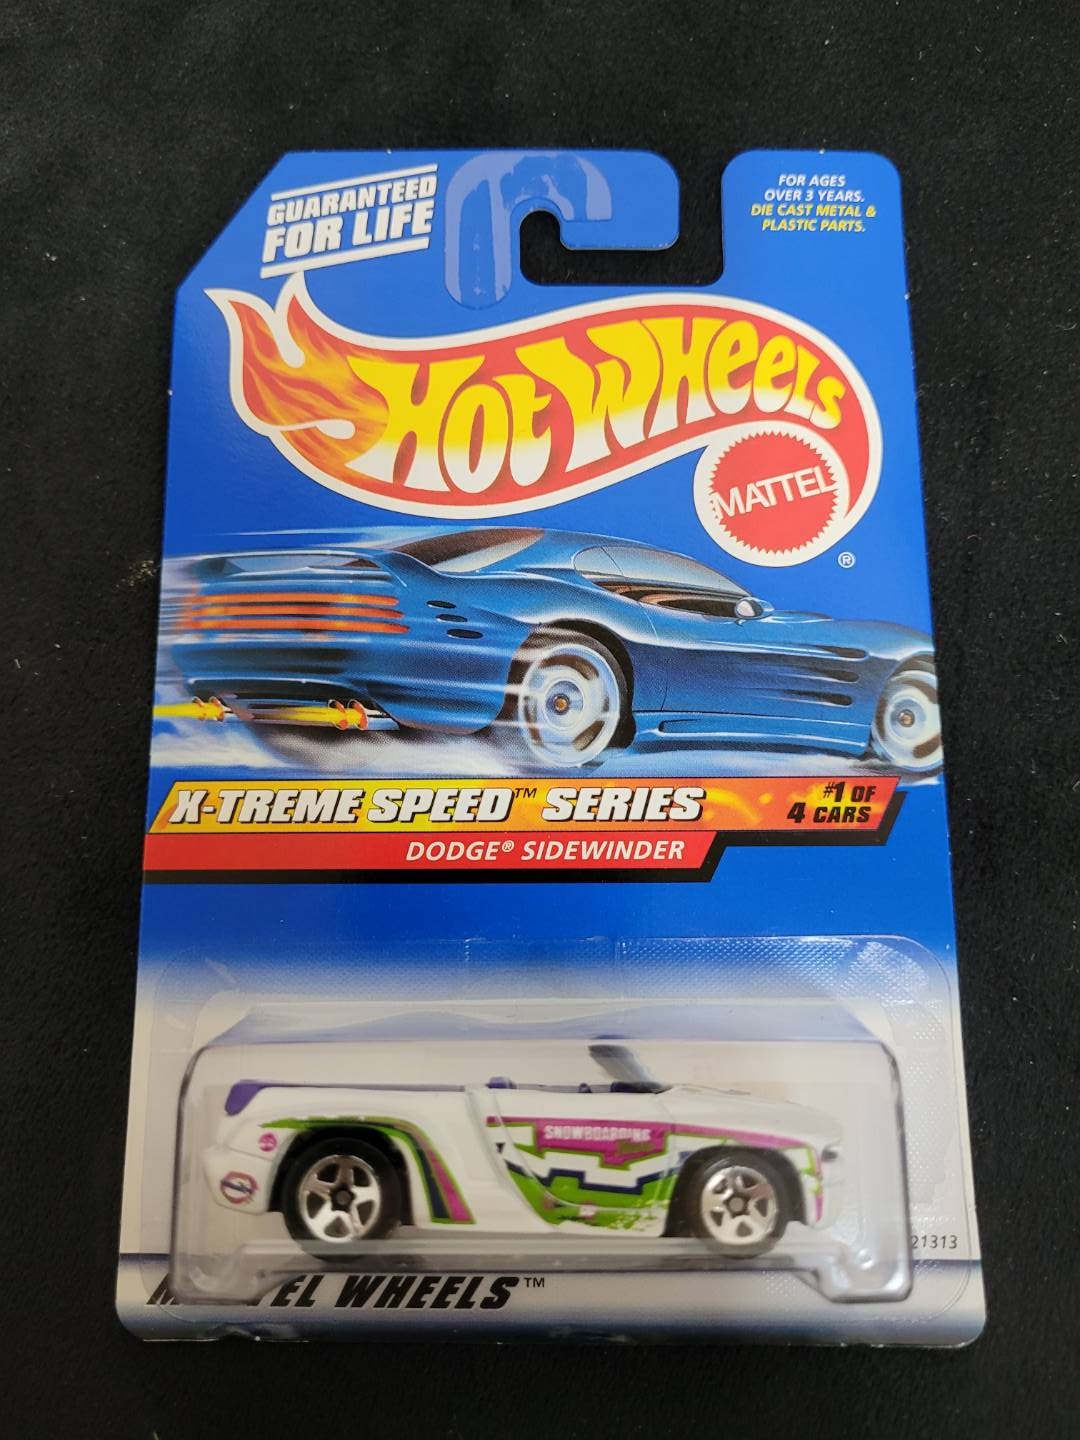 GUARANTEED
FOR LIFE
FOR AGES
OVER 3 YEARS.
DIE CAST METAL &
PLASTIC PARTS.
HOT WHEELS
MATTEL
®
X-TREME SPEED™ SERIES
#1 OF
4 CARS
DODGE® SIDEWINDER
SNOWBOARDING
21313
WHEELS™